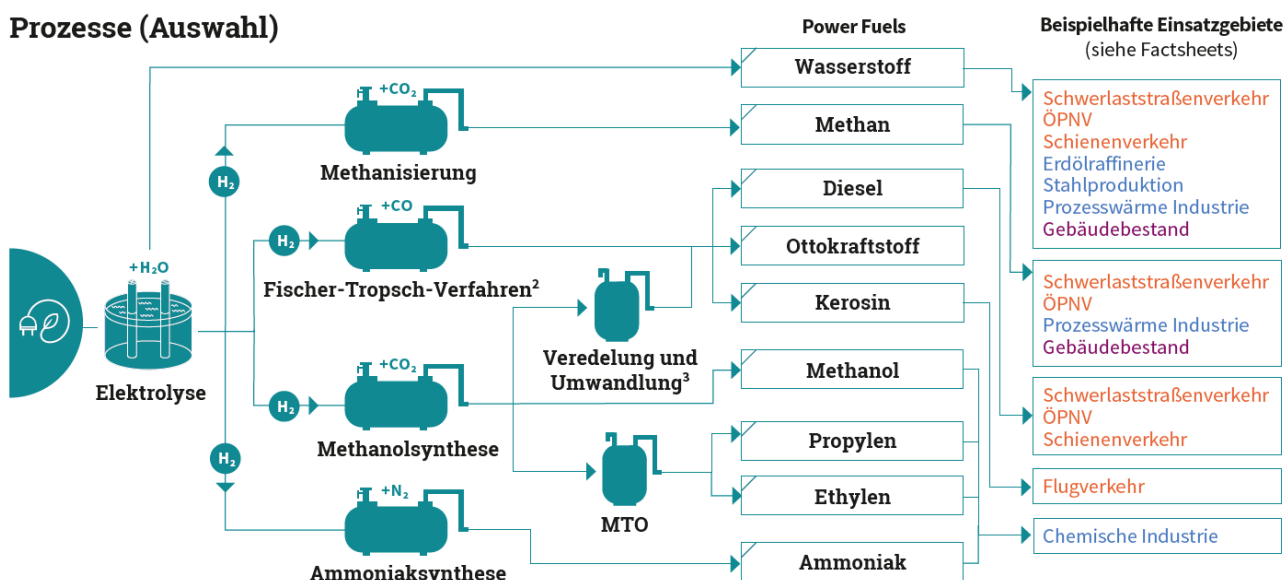 Prozesse (Auswahl)
Power Fuels
Beispielhafte Einsatzgebiete
(siehe Factsheets)
+H₂O
Elektrolyse
H₂
H₂
H₂
H₂
+CO₂
Methanisierung
+CO
Fischer-Tropsch-Verfahren²
+CO₂
Methanolsynthese
+N₂
Ammoniaksynthese
Veredelung und
Umwandlung³
MTO
Wasserstoff
Methan
Diesel
Ottokraftstoff
Kerosin
Methanol
Propylen
Ethylen
Ammoniak
Schwerlaststraßenverkehr
ÖPNV
Schienenverkehr
Erdölraffinerie
Stahlproduktion
Prozesswärme Industrie
Gebäudebestand
Schwerlaststraßenverkehr
ÖPNV
Prozesswärme Industrie
Gebäudebestand
Schwerlaststraßenverkehr
ÖPNV
Schienenverkehr
Flugverkehr
Chemische Industrie